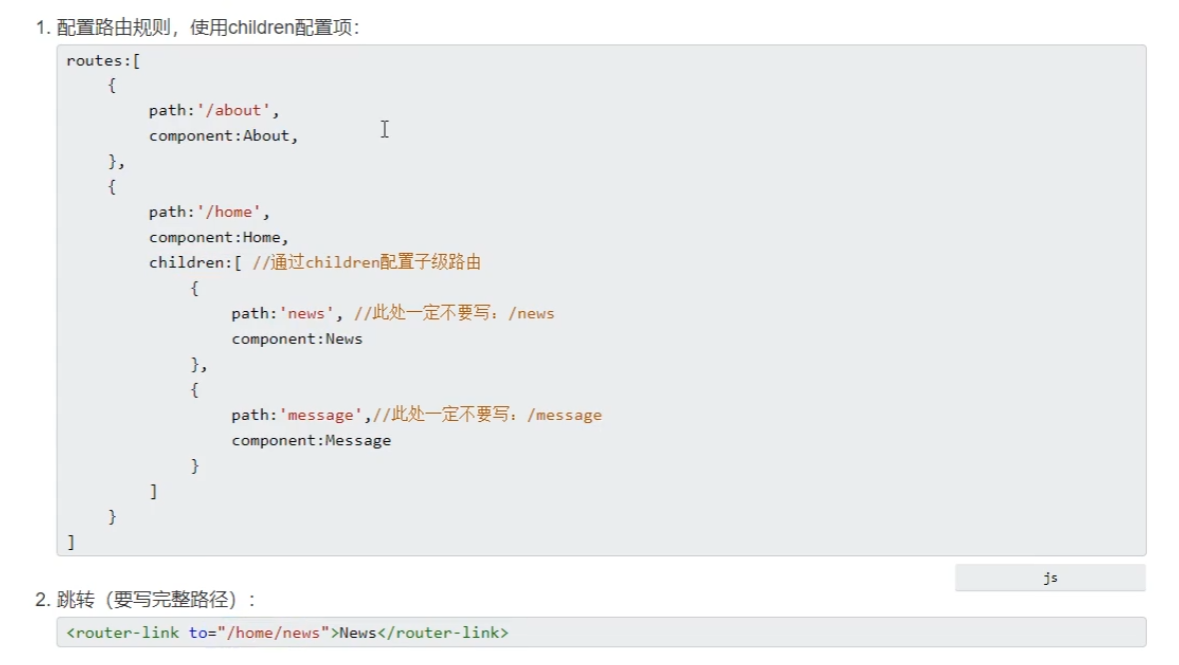 1. 配置路由规则，使用children配置项：
routes:[
    {
        path:'/about',
        component:About,
    },
    {
        path:'/home',
        component:Home,
        children:[ //通过children配置子级路由
            {
                path:'news', //此处一定不要写：/news
                component:News
            },
            {
                path:'message',//此处一定不要写：/message
                component:Message
            }
        ]
    }
]
js
2. 跳转（要写完整路径）：
<router-link to="/home/news">News</router-link>